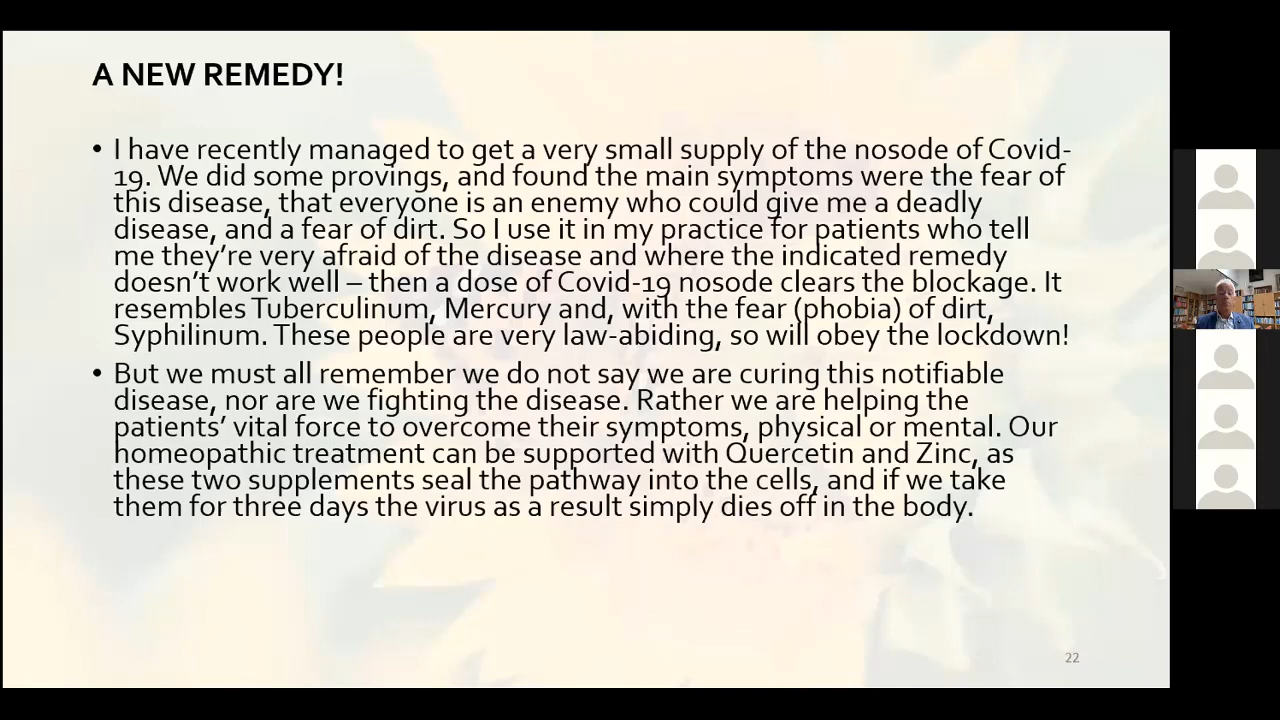 A NEW REMEDY!
• I have recently managed to get a very small supply of the nosode of Covid-
19. We did some provings, and found the main symptoms were the fear of
this disease, that everyone is an enemy who could give me a deadly
disease, and a fear of dirt. So I use it in my practice for patients who tell
me they’re very afraid of the disease and where the indicated remedy
doesn’t work well – then a dose of Covid-19 nosode clears the blockage. It
resembles Tuberculinum, Mercury and, with the fear (phobia) of dirt,
Syphilinum. These people are very law-abiding, so will obey the lockdown!
• But we must all remember we do not say we are curing this notifiable
disease, nor are we fighting the disease. Rather we are helping the
patients’ vital force to overcome their symptoms, physical or mental. Our
homeopathic treatment can be supported with Quercetin and Zinc, as
these two supplements seal the pathway into the cells, and if we take
them for three days the virus as a result simply dies off in the body.
22